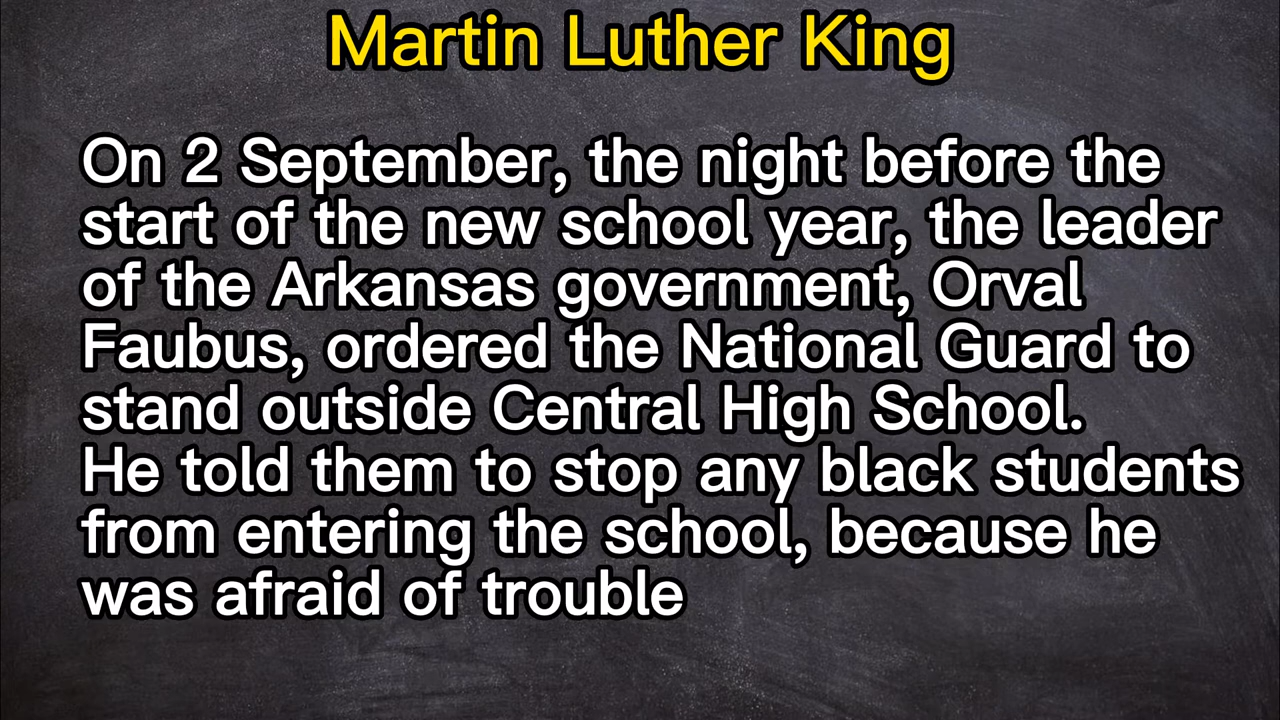 Martin Luther King
On 2 September, the night before the
start of the new school year, the leader
of the Arkansas government, Orval
Faubus, ordered the National Guard to
stand outside Central High School.
He told them to stop any black students
from entering the school, because he
was afraid of trouble